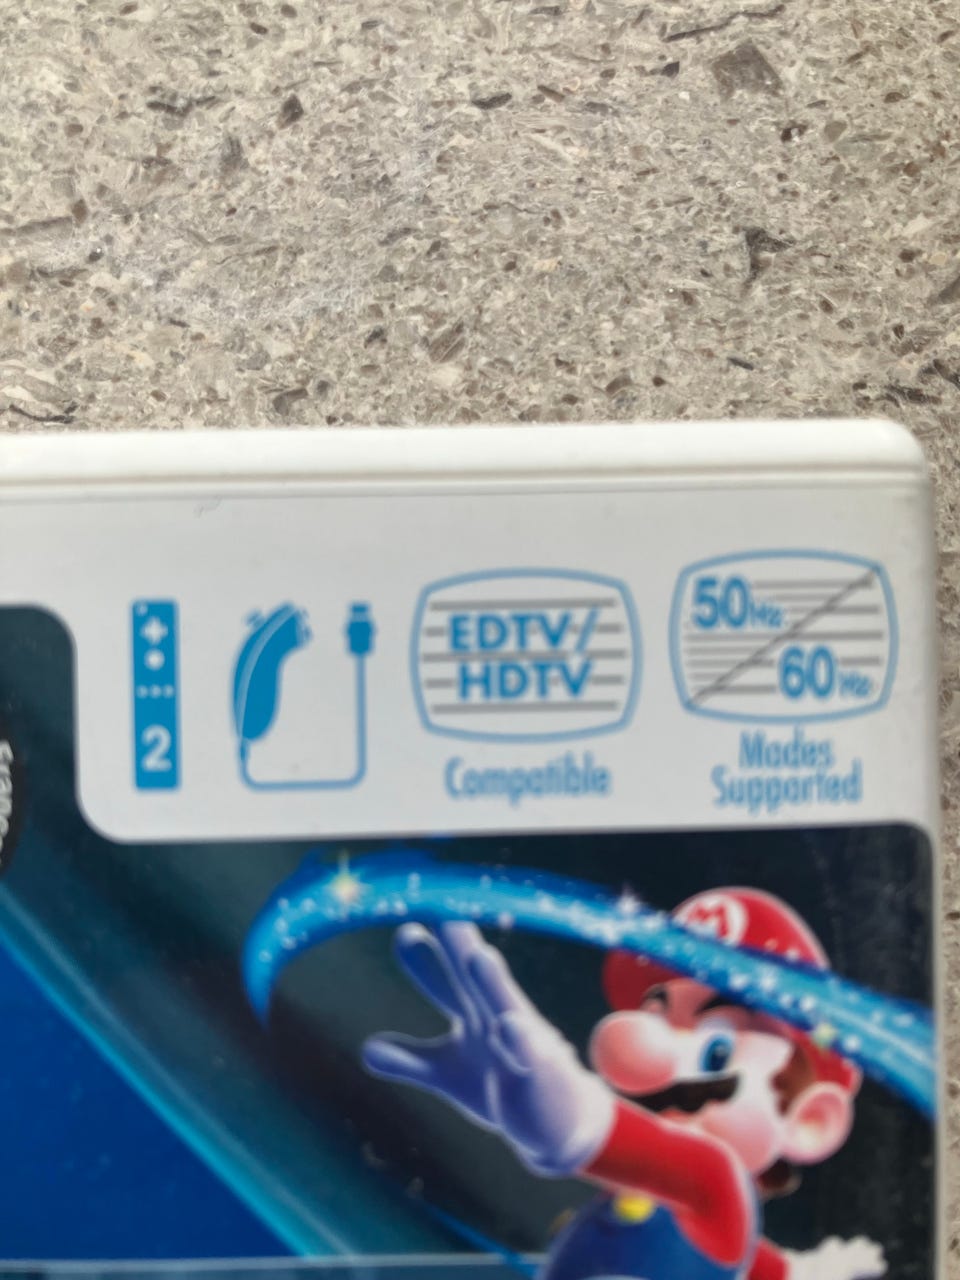 2
EDTV/
HDTV
Compatible
50Hz
60Hz
Modes
Supported
M